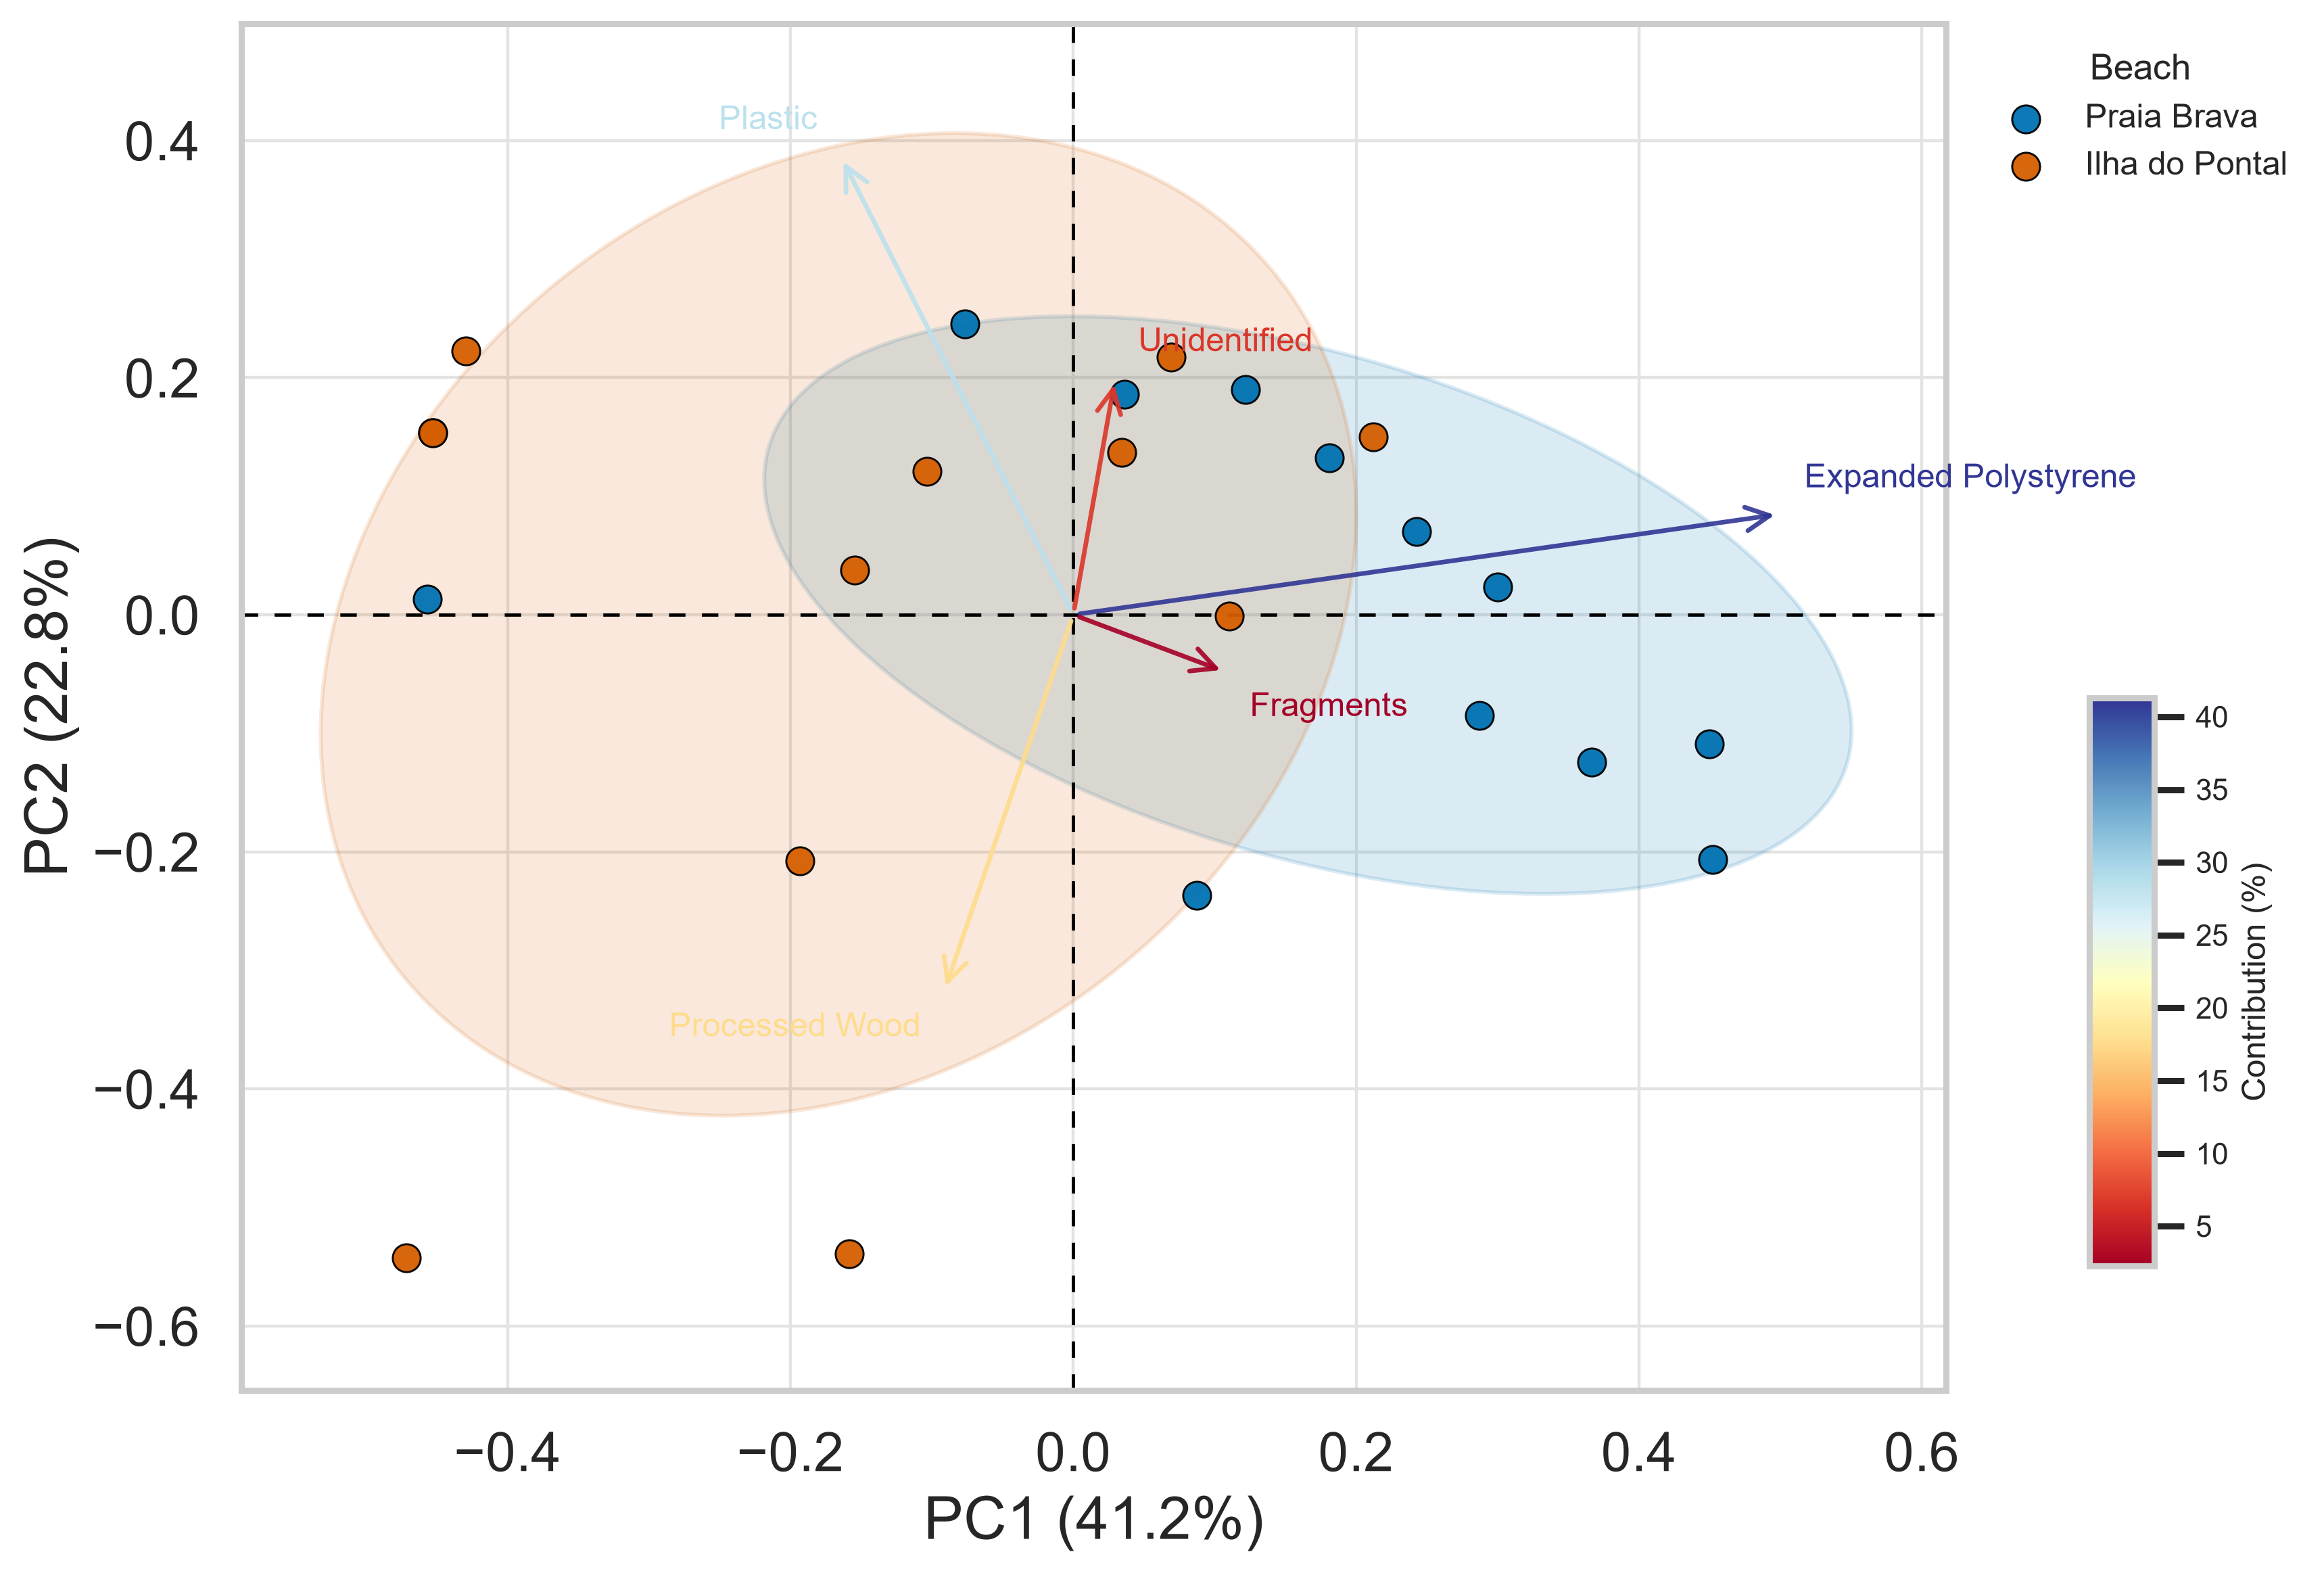 Beach
Praia Brava
Ilha do Pontal
Plastic
Unidentified
Expanded Polystyrene
Fragments
Processed Wood
0.4
0.2
0.0
−0.2
−0.4
−0.6
PC2 (22.8%)
−0.4
−0.2
0.0
0.2
0.4
0.6
PC1 (41.2%)
40
35
30
25
20
15
10
5
Contribution (%)